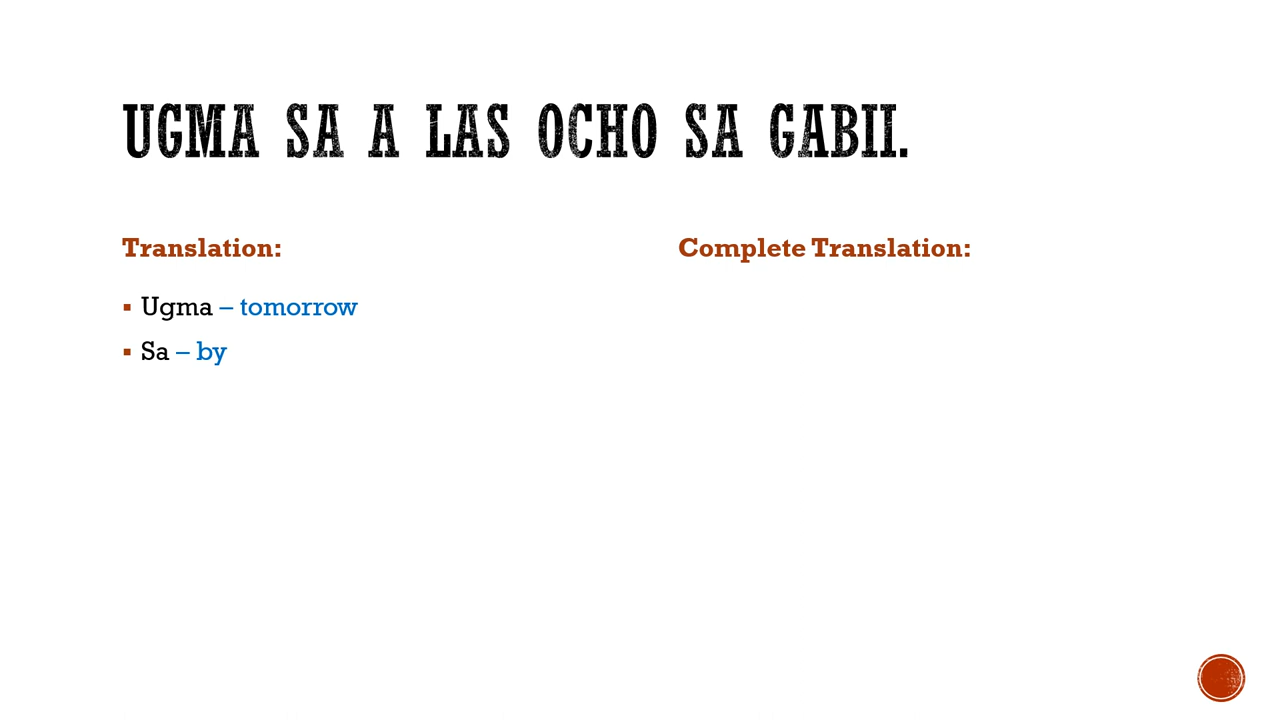 UGMA SA A LAS OCHO SA GABII.
Translation:
Complete Translation:
▪ Ugma – tomorrow
▪ Sa – by